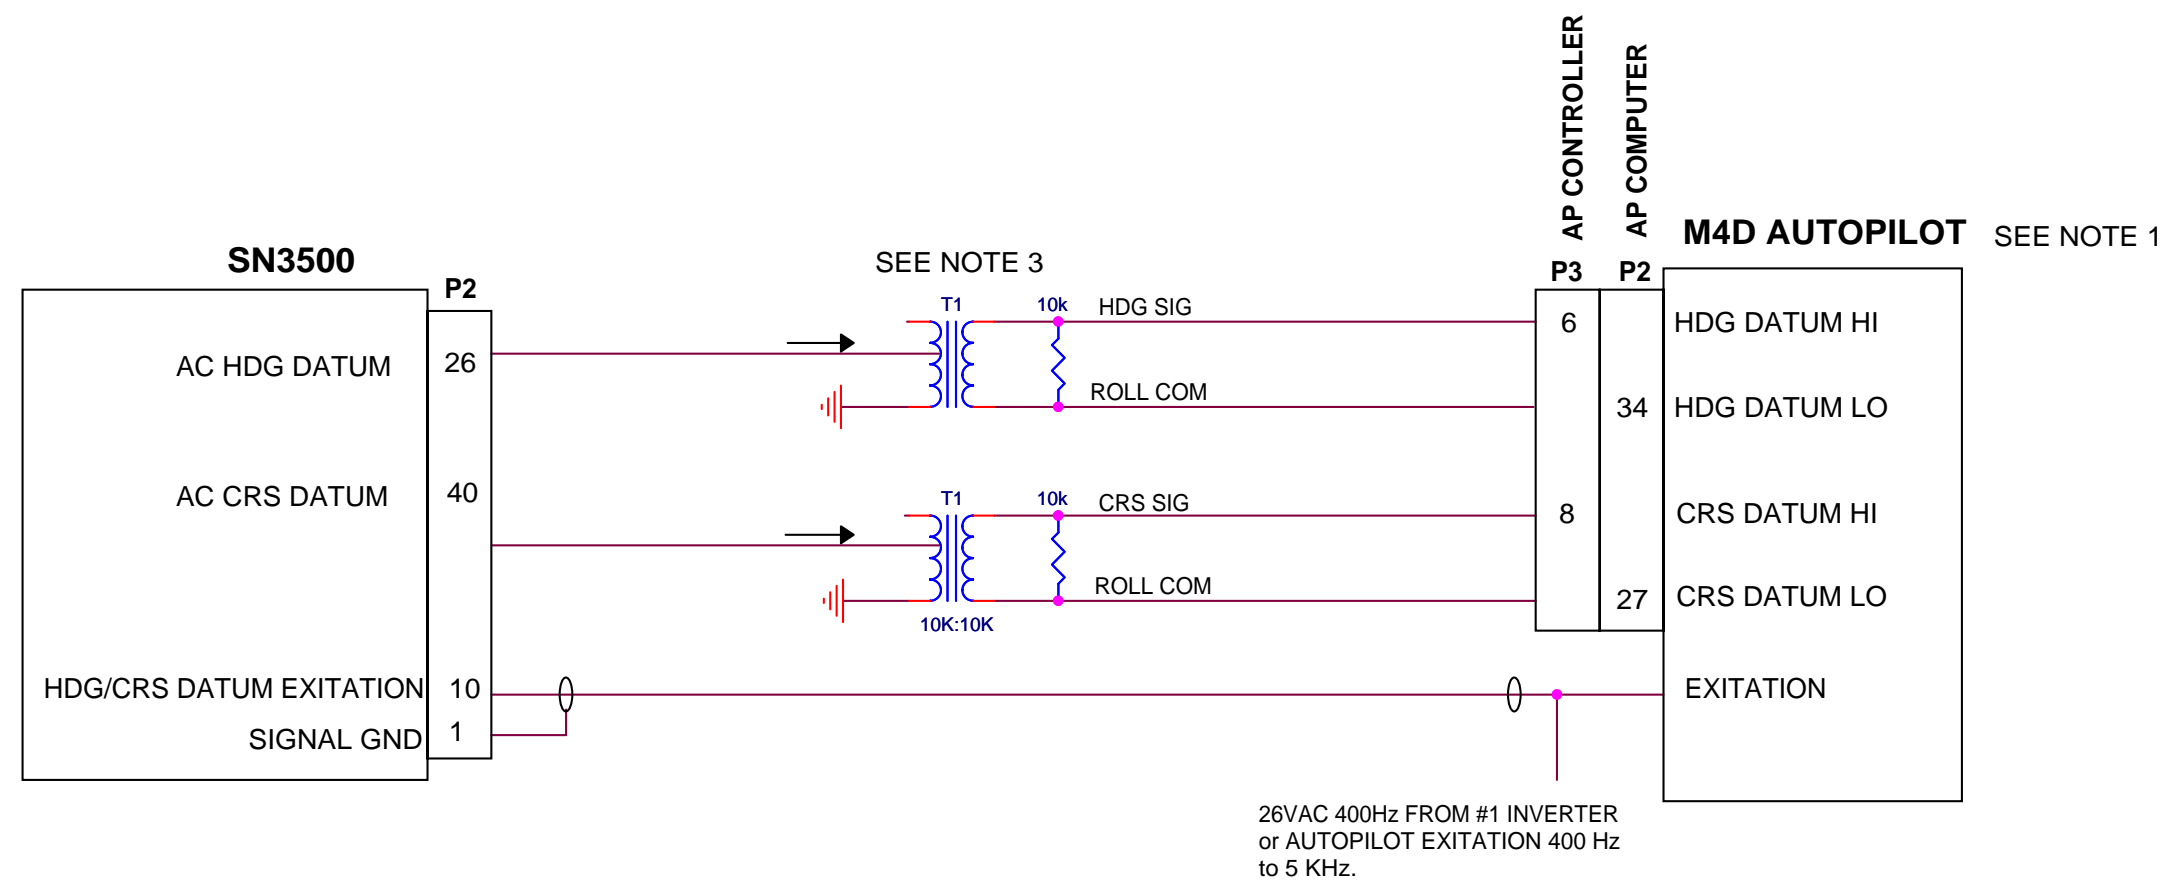 AP CONTROLLER
AP COMPUTER
SN3500
SEE NOTE 3
M4D AUTOPILOT
SEE NOTE 1
P2
P3
P2
T1
10k
HDG SIG
6
HDG DATUM HI
AC HDG DATUM
26
ROLL COM
34
HDG DATUM LO
AC CRS DATUM
40
T1
10k
CRS SIG
8
CRS DATUM HI
ROLL COM
27
CRS DATUM LO
10K:10K
HDG/CRS DATUM EXITATION
10
EXITATION
SIGNAL GND
1
26VAC 400Hz FROM #1 INVERTER
or AUTOPILOT EXITATION 400 Hz
to 5 KHz.